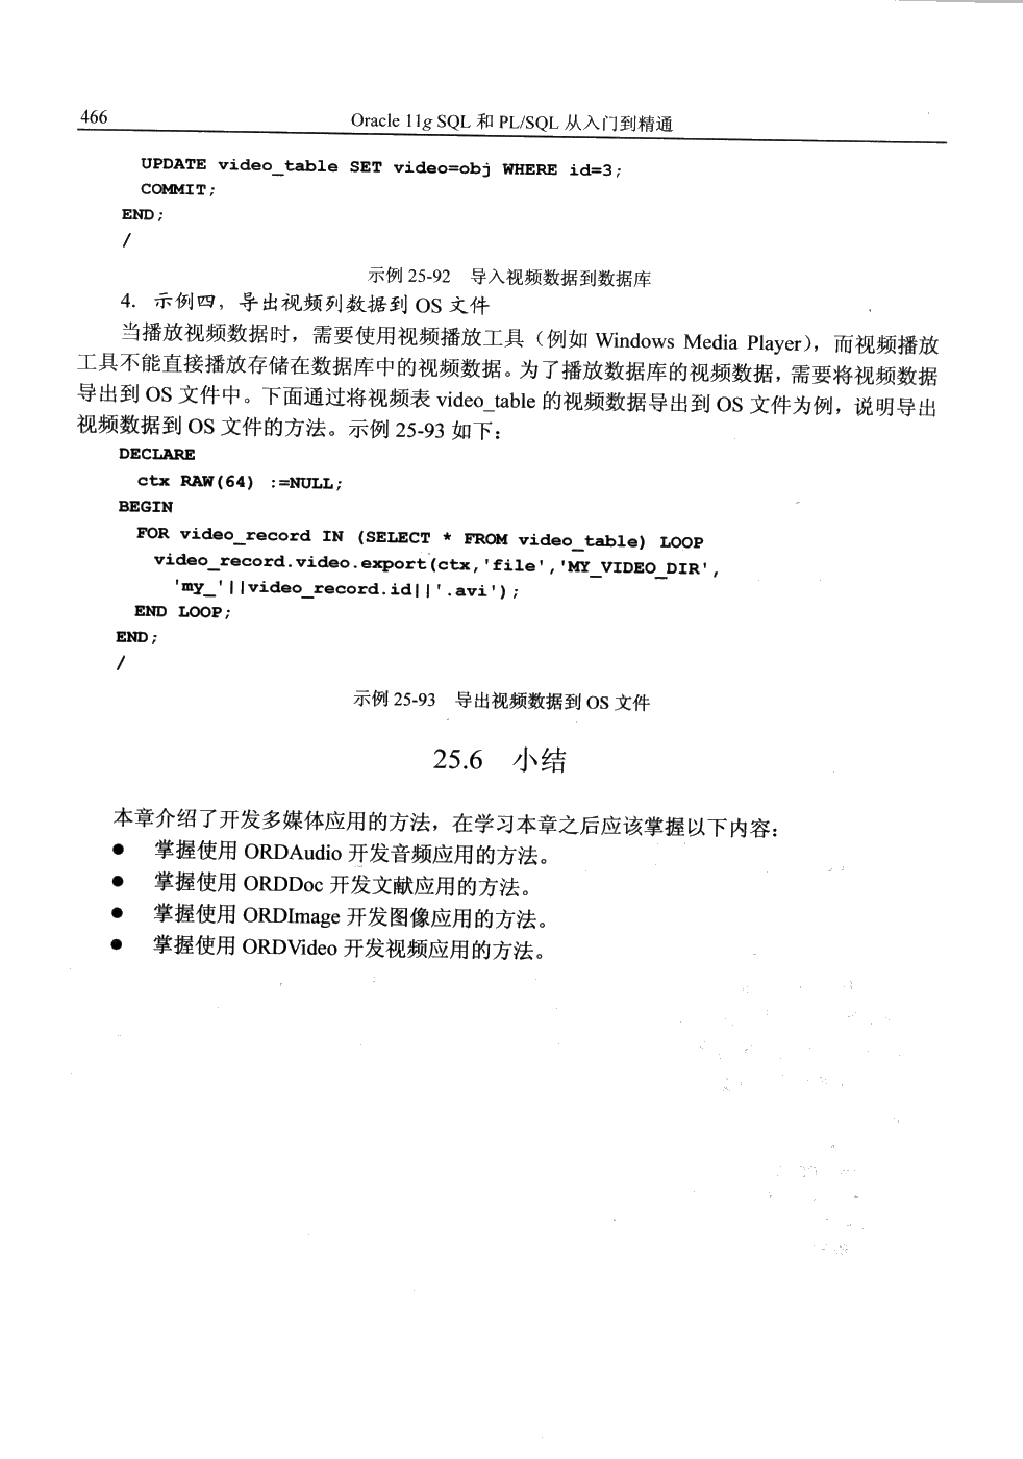 466
Oracle 11g SQL 和 PL/SQL 从入门到精通
UPDATE video_table SET video=obj WHERE id=3;
COMMIT;
END;
/
示例 25-92 导入视频数据到数据库
4. 示例四，导出视频列数据到 OS 文件
当播放视频数据时，需要使用视频播放工具（例如 Windows Media Player），而视频播放
工具不能直接播放存储在数据库中的视频数据。为了播放数据库的视频数据，需要将视频数据
导出到 OS 文件中。下面通过将视频表 video_table 的视频数据导出到 OS 文件为例，说明导出
视频数据到 OS 文件的方法。示例 25-93 如下：
DECLARE
ctx RAW(64) :=NULL;
BEGIN
FOR video_record IN (SELECT * FROM video_table) LOOP
video_record.video.export(ctx,'file','MY_VIDEO_DIR',
'my_'||video_record.id||'.avi');
END LOOP;
END;
/
示例 25-93 导出视频数据到 OS 文件
25.6 小结
本章介绍了开发多媒体应用的方法，在学习本章之后应该掌握以下内容：
● 掌握使用 ORDAudio 开发音频应用的方法。
● 掌握使用 ORDDoc 开发文献应用的方法。
● 掌握使用 ORDImage 开发图像应用的方法。
● 掌握使用 ORDVideo 开发视频应用的方法。